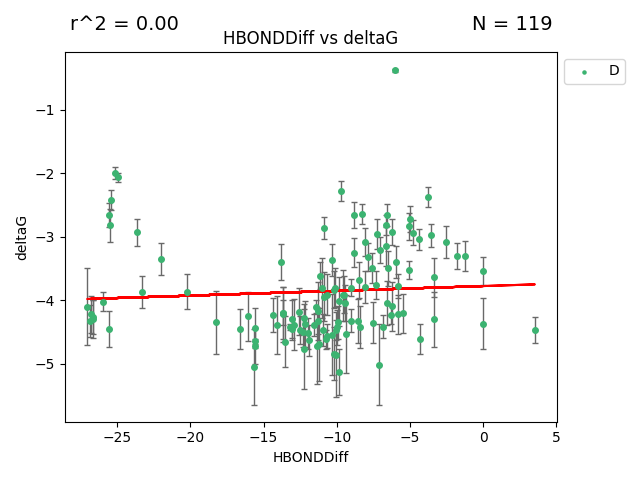 r^2 = 0.00
N = 119
HBONDDiff vs deltaG
D
deltaG
−1
−2
−3
−4
−5
−25
−20
−15
−10
−5
0
5
HBONDDiff